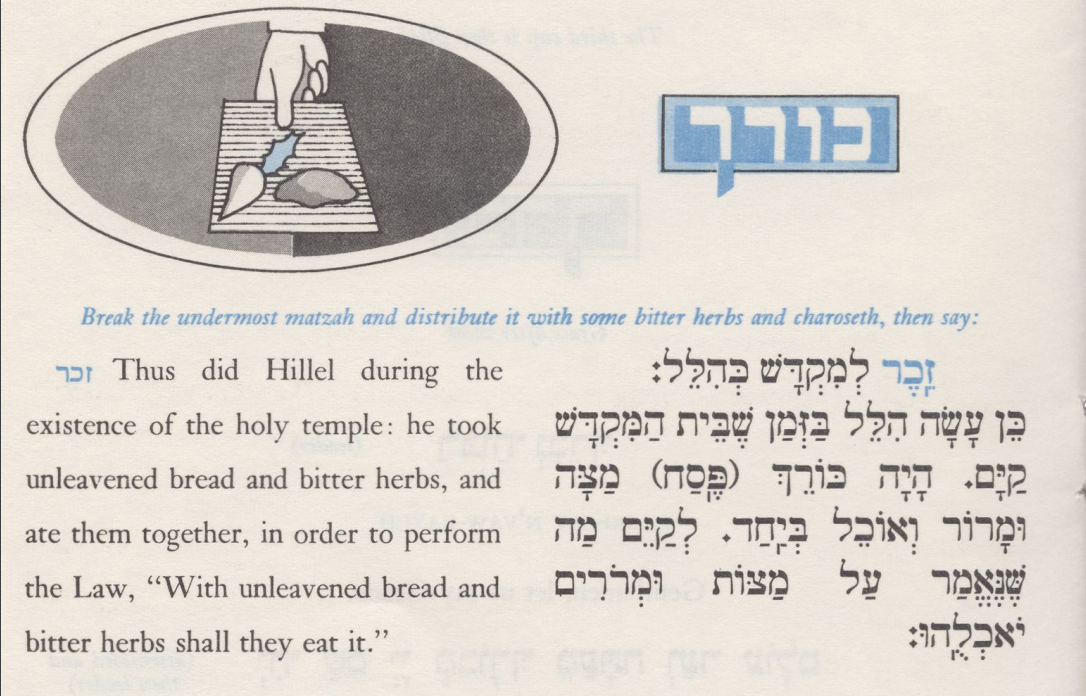 כורך
Break the undermost matzah and distribute it with some bitter herbs and charoseth, then say:
זכר Thus did Hillel during the
existence of the holy temple: he took
unleavened bread and bitter herbs, and
ate them together, in order to perform
the Law, “With unleavened bread and
bitter herbs shall they eat it.”
זָכֶר לְמִקְדָּשׁ כְּהִלֵּל:
כֵּן עָשָׂה הִלֵּל בַּזְּמַן שֶׁבֵּית הַמִּקְדָּשׁ
קַיָּם. הָיָה כּוֹרֵךְ (פֶּסַח) מַצָּה
וּמָרוֹר וְאוֹכֵל בְּיַחַד. לְקַיֵּם מַה
שֶׁנֶּאֱמַר עַל מַצּוֹת וּמְרֹרִים
יֹאכְלֻהוּ: